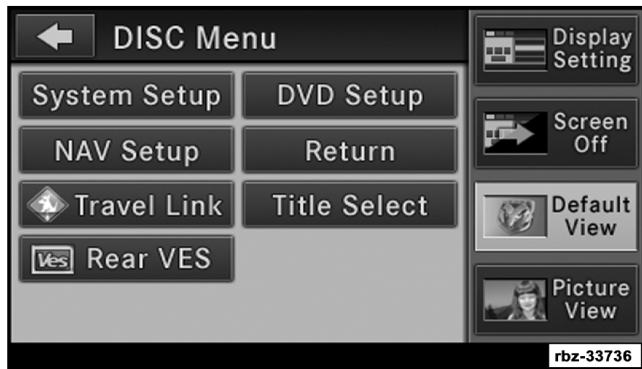 DISC Menu
System Setup
DVD Setup
NAV Setup
Return
Travel Link
Title Select
Ves Rear VES
Display
Setting
Screen
Off
Default
View
Picture
View
rbz-33736